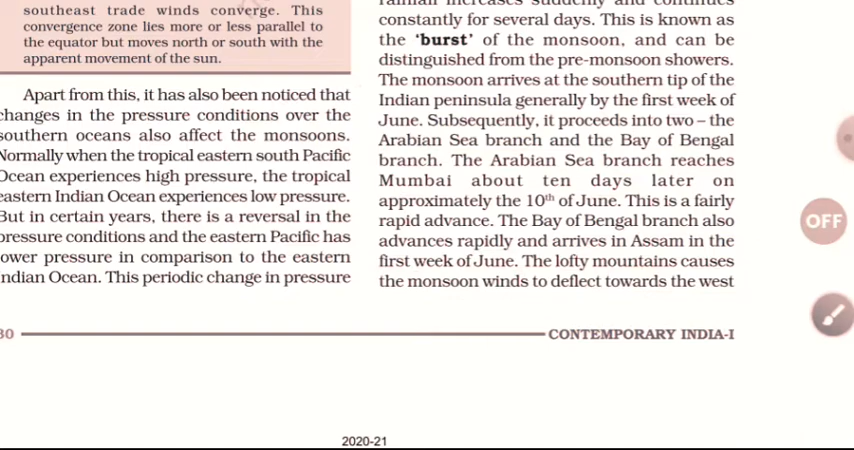 southeast trade winds converge. This
convergence zone lies more or less parallel to
the equator but moves north or south with the
apparent movement of the sun.
Apart from this, it has also been noticed that
changes in the pressure conditions over the
southern oceans also affect the monsoons.
Normally when the tropical eastern south Pacific
Ocean experiences high pressure, the tropical
eastern Indian Ocean experiences low pressure.
But in certain years, there is a reversal in the
pressure conditions and the eastern Pacific has
lower pressure in comparison to the eastern
Indian Ocean. This periodic change in pressure
rainfall increases suddenly and continues
constantly for several days. This is known as
the ‘burst’ of the monsoon, and can be
distinguished from the pre-monsoon showers.
The monsoon arrives at the southern tip of the
Indian peninsula generally by the first week of
June. Subsequently, it proceeds into two – the
Arabian Sea branch and the Bay of Bengal
branch. The Arabian Sea branch reaches
Mumbai about ten days later on
approximately the 10th of June. This is a fairly
rapid advance. The Bay of Bengal branch also
advances rapidly and arrives in Assam in the
first week of June. The lofty mountains causes
the monsoon winds to deflect towards the west
OFF
CONTEMPORARY INDIA-I
2020-21